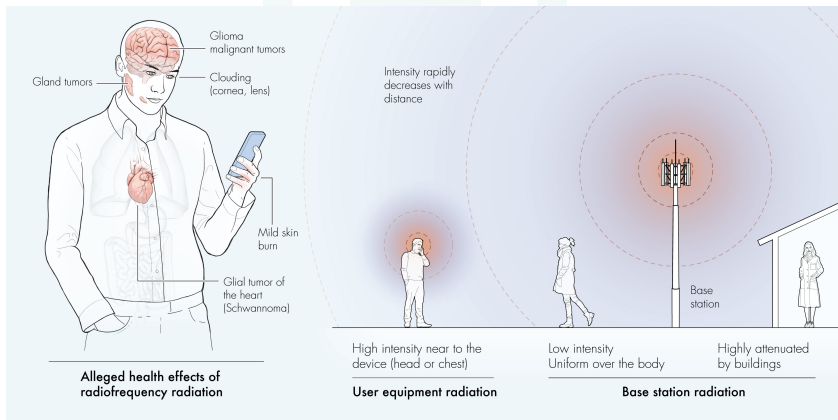 Glioma
malignant tumors
Gland tumors
Clouding
(cornea, lens)
Mild skin
burn
Glial tumor of
the heart
(Schwannoma)
Alleged health effects of
radiofrequency radiation
Intensity rapidly
decreases with
distance
High intensity near to the
device (head or chest)
User equipment radiation
Base
station
Low intensity
Uniform over the body
Highly attenuated
by buildings
Base station radiation